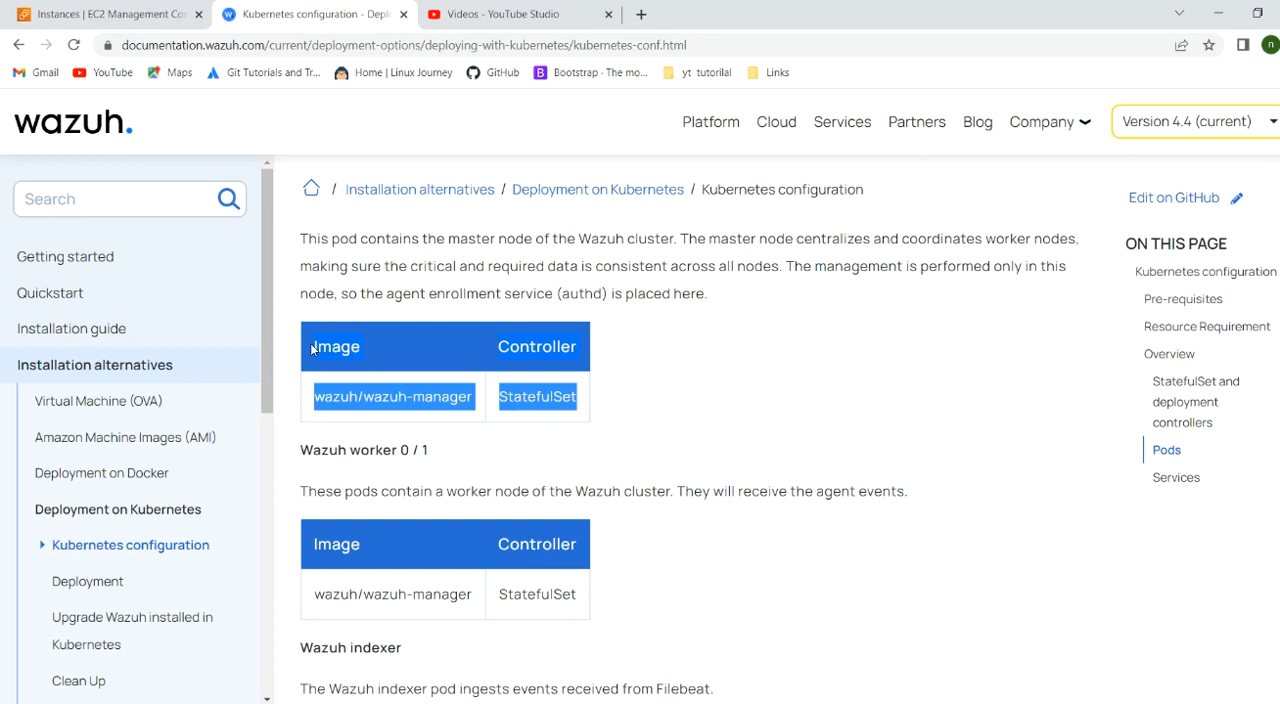 Instances | EC2 Management Con
Kubernetes configuration - Deplo
Videos - YouTube Studio
documentation.wazuh.com/current/deployment-options/deploying-with-kubernetes/kubernetes-conf.html
n
Gmail
YouTube
Maps
Git Tutorials and Tr...
Home | Linux Journey
GitHub
Bootstrap · The mo...
yt tutorilal
Links
wazuh.
Platform
Cloud
Services
Partners
Blog
Company
Version 4.4 (current)
Search
Getting started
Quickstart
Installation guide
Installation alternatives
Virtual Machine (OVA)
Amazon Machine Images (AMI)
Deployment on Docker
Deployment on Kubernetes
Kubernetes configuration
Deployment
Upgrade Wazuh installed in
Kubernetes
Clean Up
/ Installation alternatives / Deployment on Kubernetes / Kubernetes configuration
This pod contains the master node of the Wazuh cluster. The master node centralizes and coordinates worker nodes,
making sure the critical and required data is consistent across all nodes. The management is performed only in this
node, so the agent enrollment service (authd) is placed here.
Image Controller
wazuh/wazuh-manager StatefulSet
Wazuh worker 0 / 1
These pods contain a worker node of the Wazuh cluster. They will receive the agent events.
Image Controller
wazuh/wazuh-manager StatefulSet
Wazuh indexer
The Wazuh indexer pod ingests events received from Filebeat.
Edit on GitHub
ON THIS PAGE
Kubernetes configuration
Pre-requisites
Resource Requirement
Overview
StatefulSet and
deployment
controllers
Pods
Services